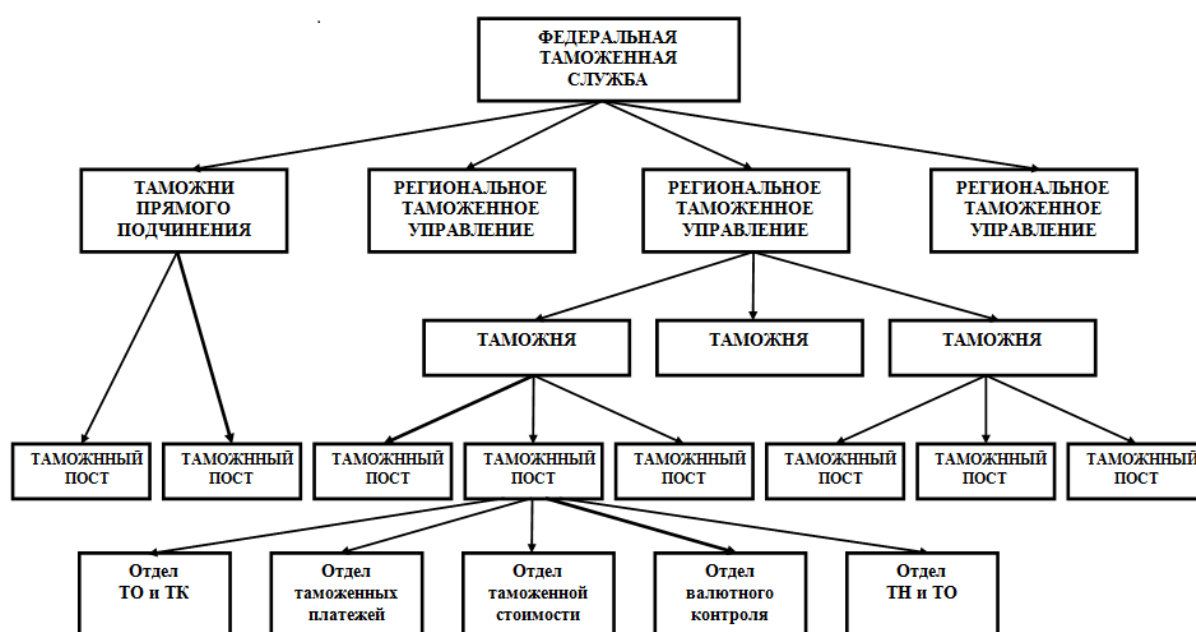 ФЕДЕРАЛЬНАЯ
ТАМОЖЕННАЯ
СЛУЖБА
ТАМОЖНИ
ПРЯМОГО
ПОДЧИНЕНИЯ
РЕГИОНАЛЬНОЕ
ТАМОЖЕННОЕ
УПРАВЛЕНИЕ
РЕГИОНАЛЬНОЕ
ТАМОЖЕННОЕ
УПРАВЛЕНИЕ
РЕГИОНАЛЬНОЕ
ТАМОЖЕННОЕ
УПРАВЛЕНИЕ
ТАМОЖНЯ
ТАМОЖНЯ
ТАМОЖНЯ
ТАМОЖННЫЙ
ПОСТ
ТАМОЖННЫЙ
ПОСТ
ТАМОЖННЫЙ
ПОСТ
ТАМОЖННЫЙ
ПОСТ
ТАМОЖННЫЙ
ПОСТ
ТАМОЖННЫЙ
ПОСТ
ТАМОЖННЫЙ
ПОСТ
ТАМОЖННЫЙ
ПОСТ
Отдел
ТО и ТК
Отдел
таможенных
платежей
Отдел
таможенной
стоимости
Отдел
валютного
контроля
Отдел
ТН и ТО